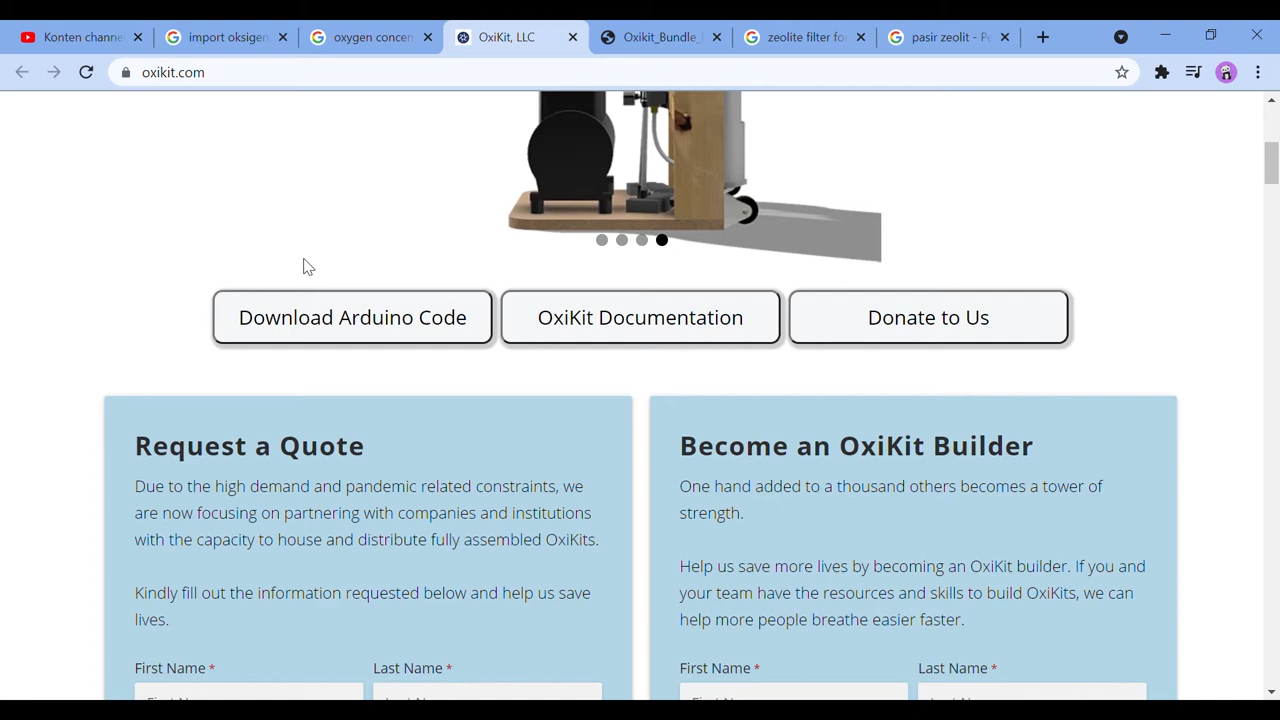 Konten channe
import oksigen
oxygen concen
OxiKit, LLC
Oxikit_Bundle_
zeolite filter for
pasir zeolit - Pe
oxikit.com
Download Arduino Code
OxiKit Documentation
Donate to Us
Request a Quote
Due to the high demand and pandemic related constraints, we
are now focusing on partnering with companies and institutions
with the capacity to house and distribute fully assembled OxiKits.
Kindly fill out the information requested below and help us save
lives.
First Name *
Last Name *
Become an OxiKit Builder
One hand added to a thousand others becomes a tower of
strength.
Help us save more lives by becoming an OxiKit builder. If you and
your team have the resources and skills to build OxiKits, we can
help more people breathe easier faster.
First Name *
Last Name *